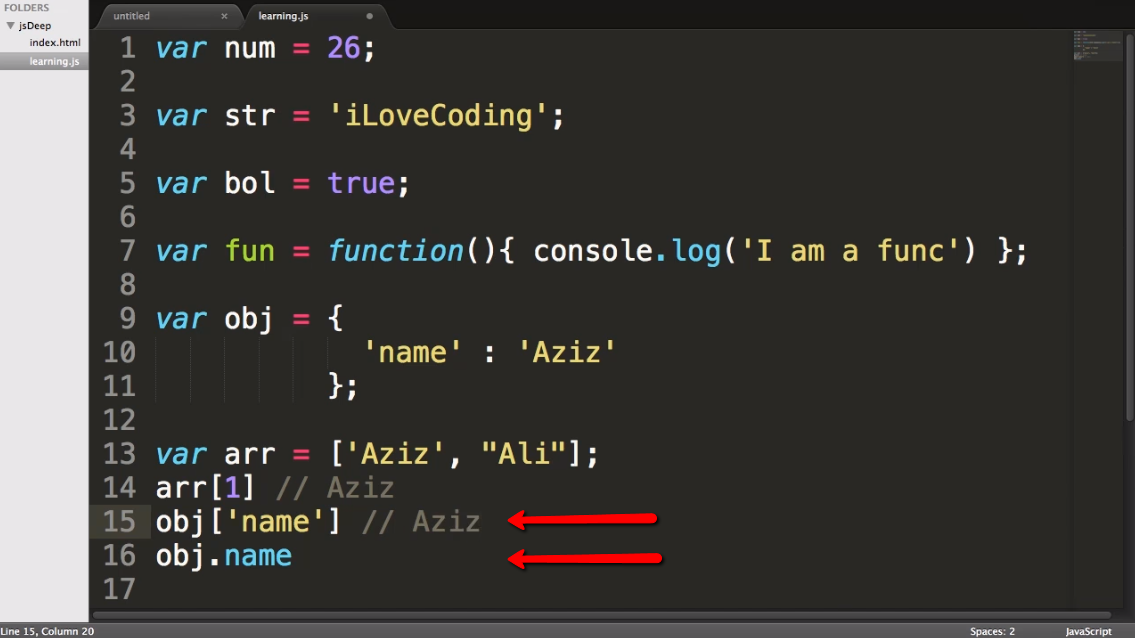 FOLDERS
jsDeep
index.html
learning.js
untitled ×
learning.js
1 var num = 26;
2
3 var str = 'iLoveCoding';
4
5 var bol = true;
6
7 var fun = function(){ console.log('I am a func') };
8
9 var obj = {
10 'name' : 'Aziz'
11 };
12
13 var arr = ['Aziz', "Ali"];
14 arr[1] // Aziz
15 obj['name'] // Aziz
16 obj.name
17
Line 15, Column 20
Spaces: 2
JavaScript